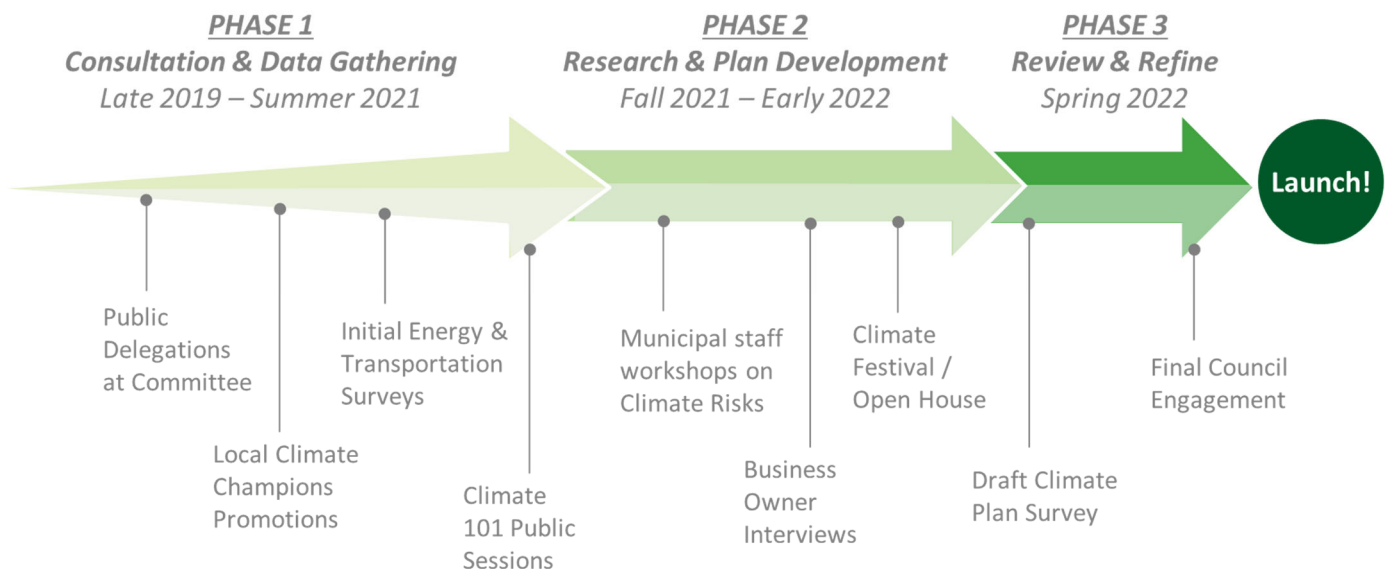 PHASE 1
Consultation & Data Gathering
Late 2019 – Summer 2021
PHASE 2
Research & Plan Development
Fall 2021 – Early 2022
PHASE 3
Review & Refine
Spring 2022
Launch!
Public
Delegations
at Committee
Local Climate
Champions
Promotions
Initial Energy &
Transportation
Surveys
Climate
101 Public
Sessions
Municipal staff
workshops on
Climate Risks
Business
Owner
Interviews
Climate
Festival /
Open House
Draft Climate
Plan Survey
Final Council
Engagement